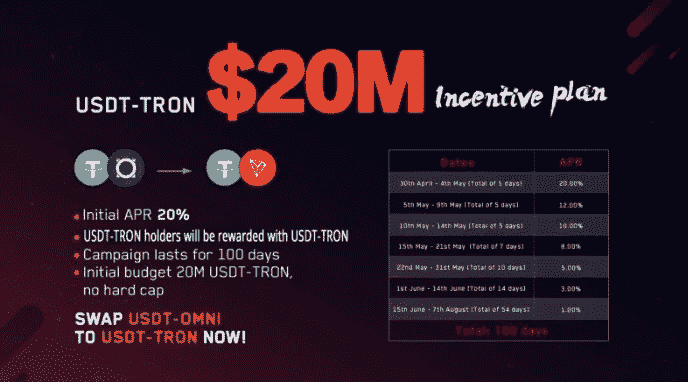 USDT-TRON $20M Incentive plan
Initial APR 20%
USDT-TRON holders will be rewarded with USDT-TRON
Campaign lasts for 100 days
Initial budget 20M USDT-TRON,
no hard cap
SWAP USDT-OMNI
TO USDT-TRON NOW!
Dates APR
30th April - 4th May (Total of 5 days) 20.00%
5th May - 9th May (Total of 5 days) 12.00%
10th May - 14th May (Total of 5 days) 10.00%
15th May - 21st May (Total of 7 days) 8.00%
22nd May - 31st May (Total of 10 days) 5.00%
1st June - 14th June (Total of 14 days) 3.00%
15th June - 7th August (Total of 54 days) 1.00%
Total: 100 days